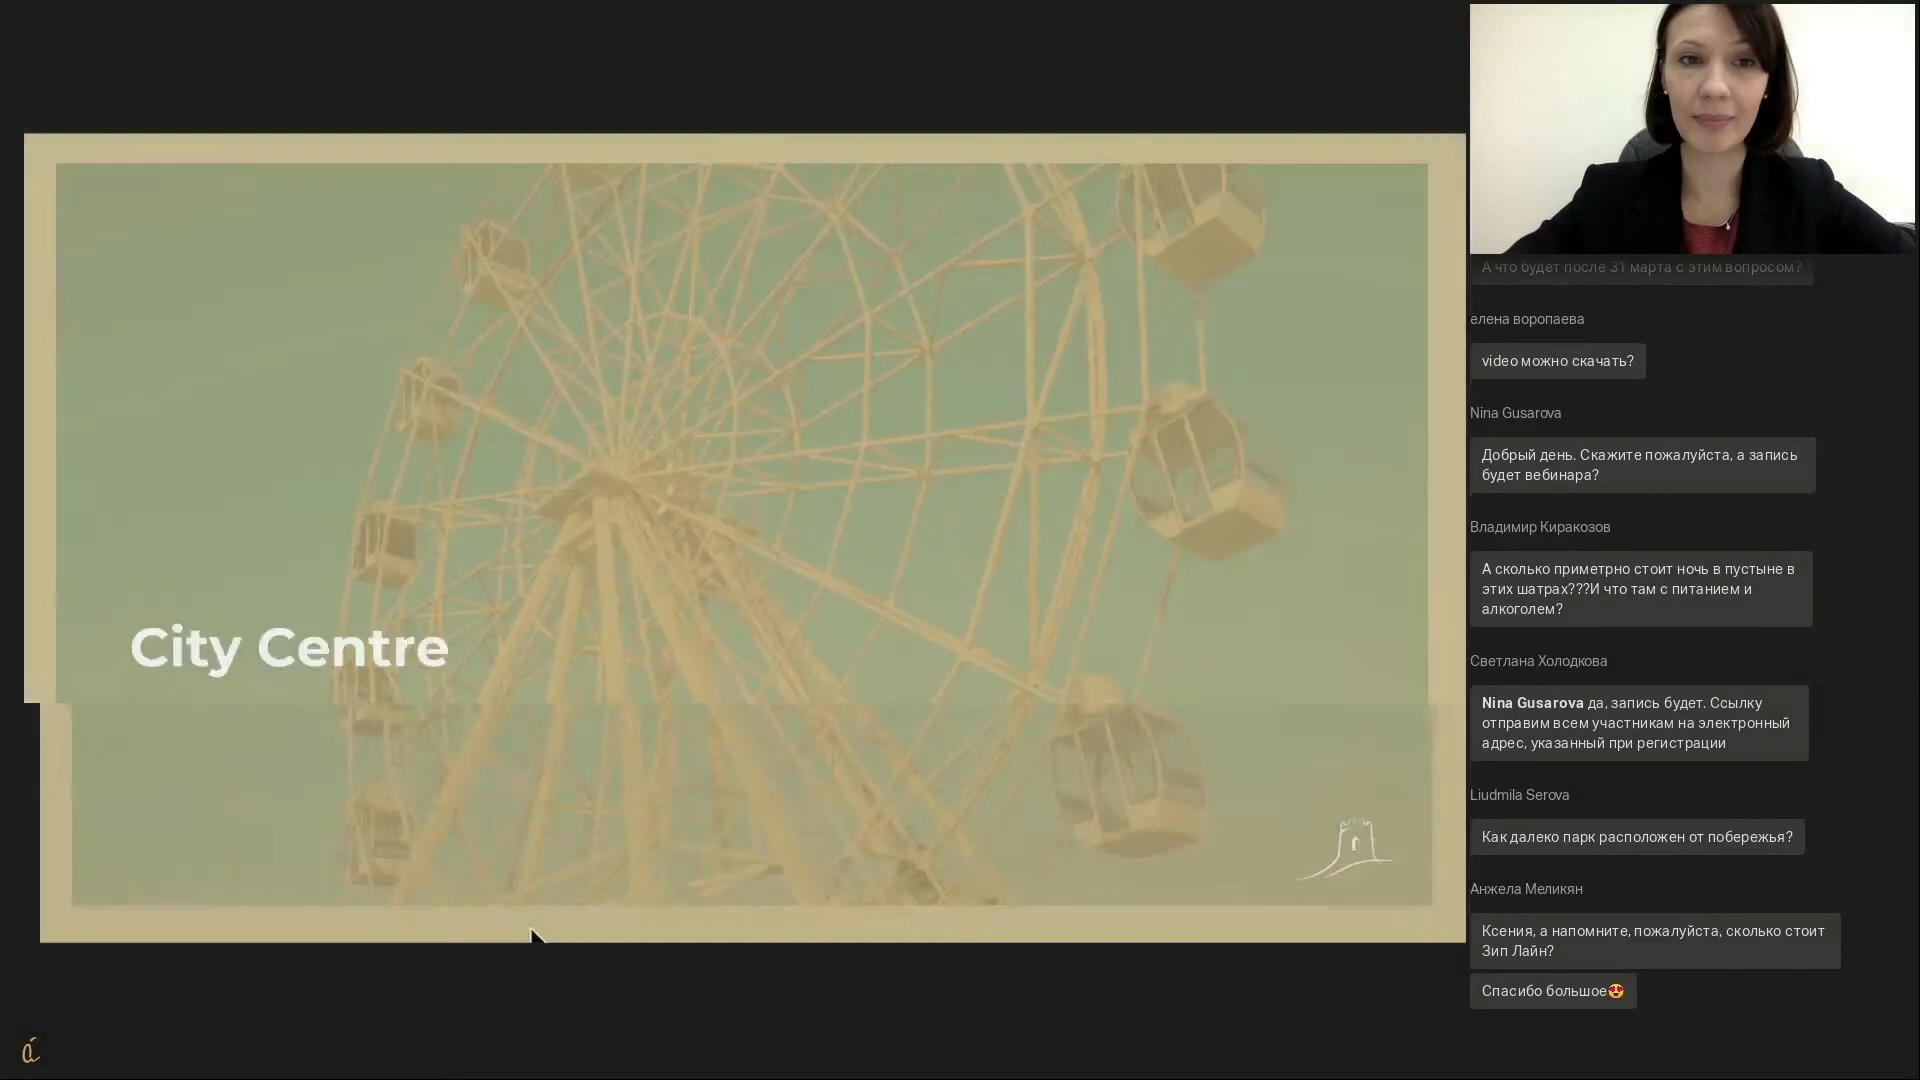 City Centre
А что будет после 31 марта с этим вопросом?
елена воропаева
video можно скачать?
Nina Gusarova
Добрый день. Скажите пожалуйста, а запись
будет вебинара?
Владимир Киракозов
А сколько приметрно стоит ночь в пустыне в
этих шатрах???И что там с питанием и
алкоголем?
Светлана Холодкова
Nina Gusarova да, запись будет. Ссылку
отправим всем участникам на электронный
адрес, указанный при регистрации
Liudmila Serova
Как далеко парк расположен от побережья?
Анжела Меликян
Ксения, а напомните, пожалуйста, сколько стоит
Зип Лайн?
Спасибо большое😍
á